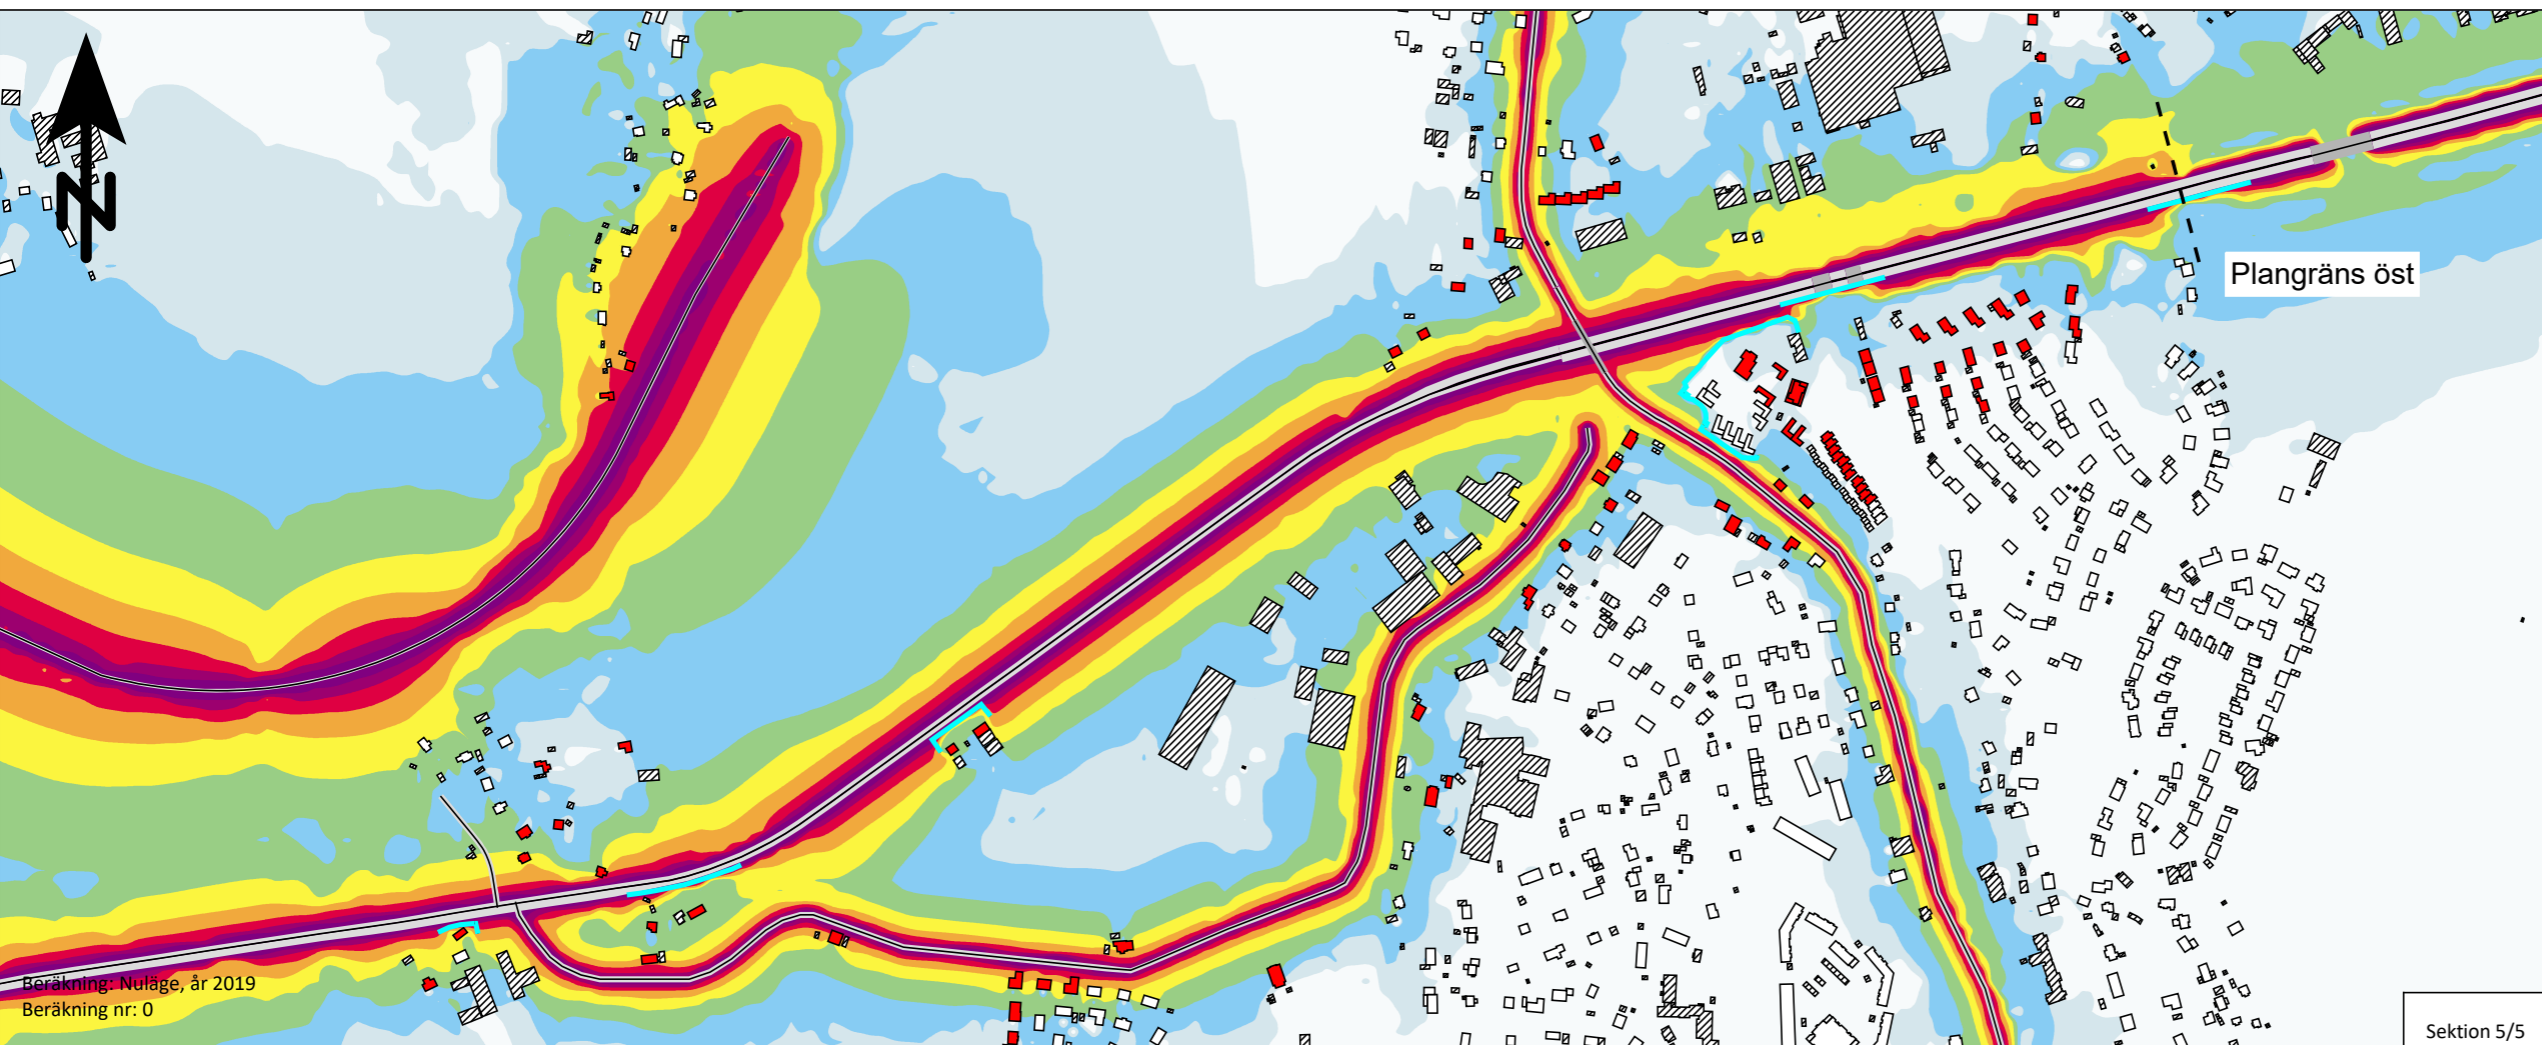 N
Plangräns öst
Beräkning: Nuläge, år 2019
Beräkning nr: 0
Sektion 5/5